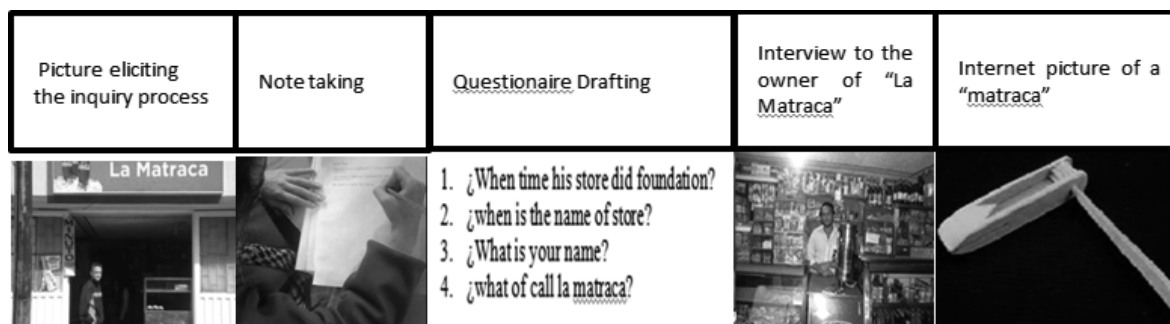 Picture eliciting
the inquiry process
Note taking
Questionaire Drafting
Interview to the
owner of "La
Matraca"
Internet picture of a
"matraca"
La Matraca
1. ¿When time his store did foundation?
2. ¿when is the name of store?
3. ¿What is your name?
4. ¿what of call la matraca?